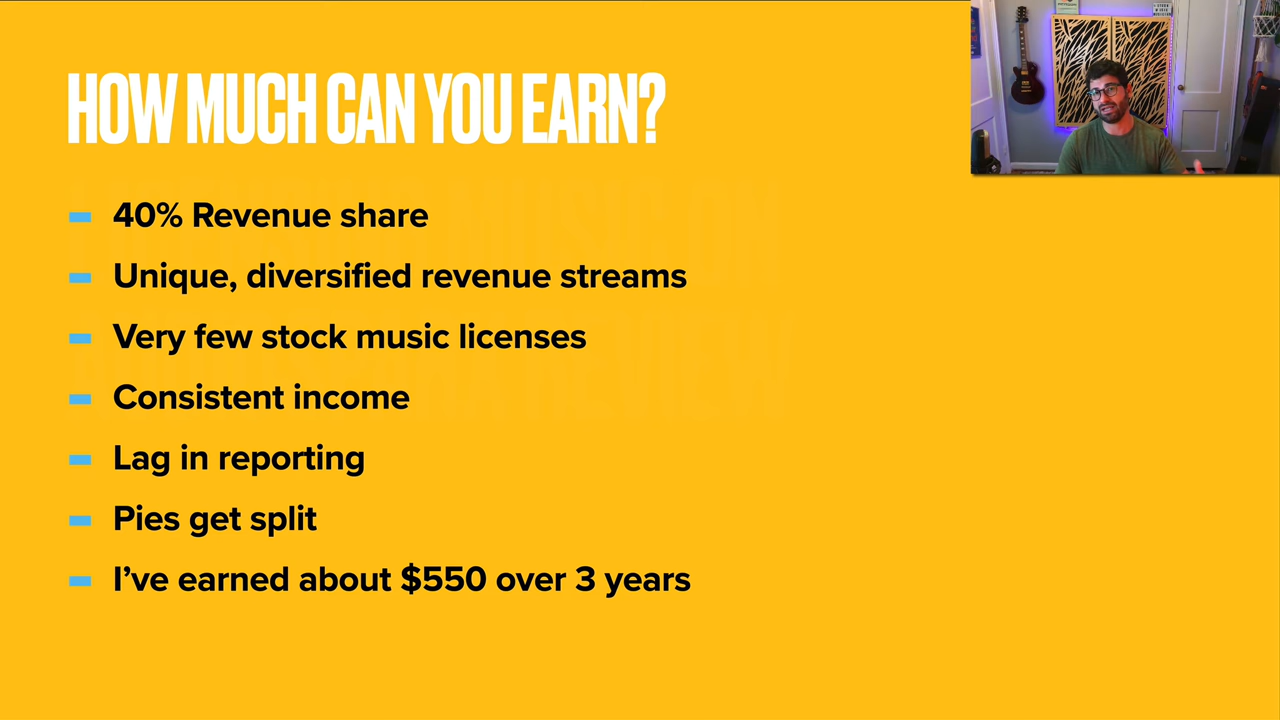 HOW MUCH CAN YOU EARN?
40% Revenue share
Unique, diversified revenue streams
Very few stock music licenses
Consistent income
Lag in reporting
Pies get split
I’ve earned about $550 over 3 years